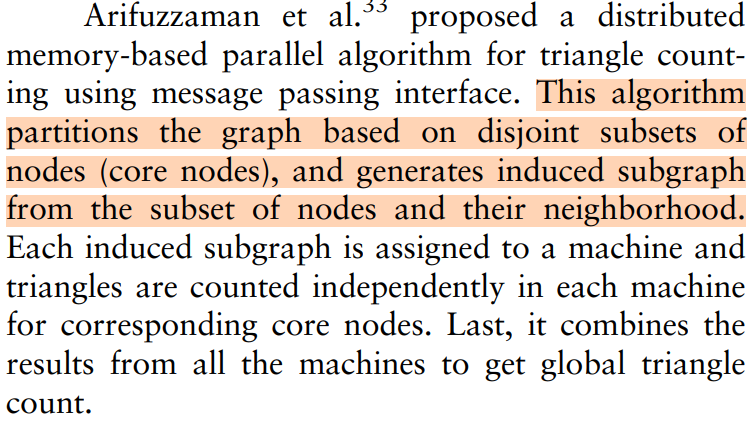 Arifuzzaman et al.33 proposed a distributed
memory-based parallel algorithm for triangle count-
ing using message passing interface. This algorithm
partitions the graph based on disjoint subsets of
nodes (core nodes), and generates induced subgraph
from the subset of nodes and their neighborhood.
Each induced subgraph is assigned to a machine and
triangles are counted independently in each machine
for corresponding core nodes. Last, it combines the
results from all the machines to get global triangle
count.